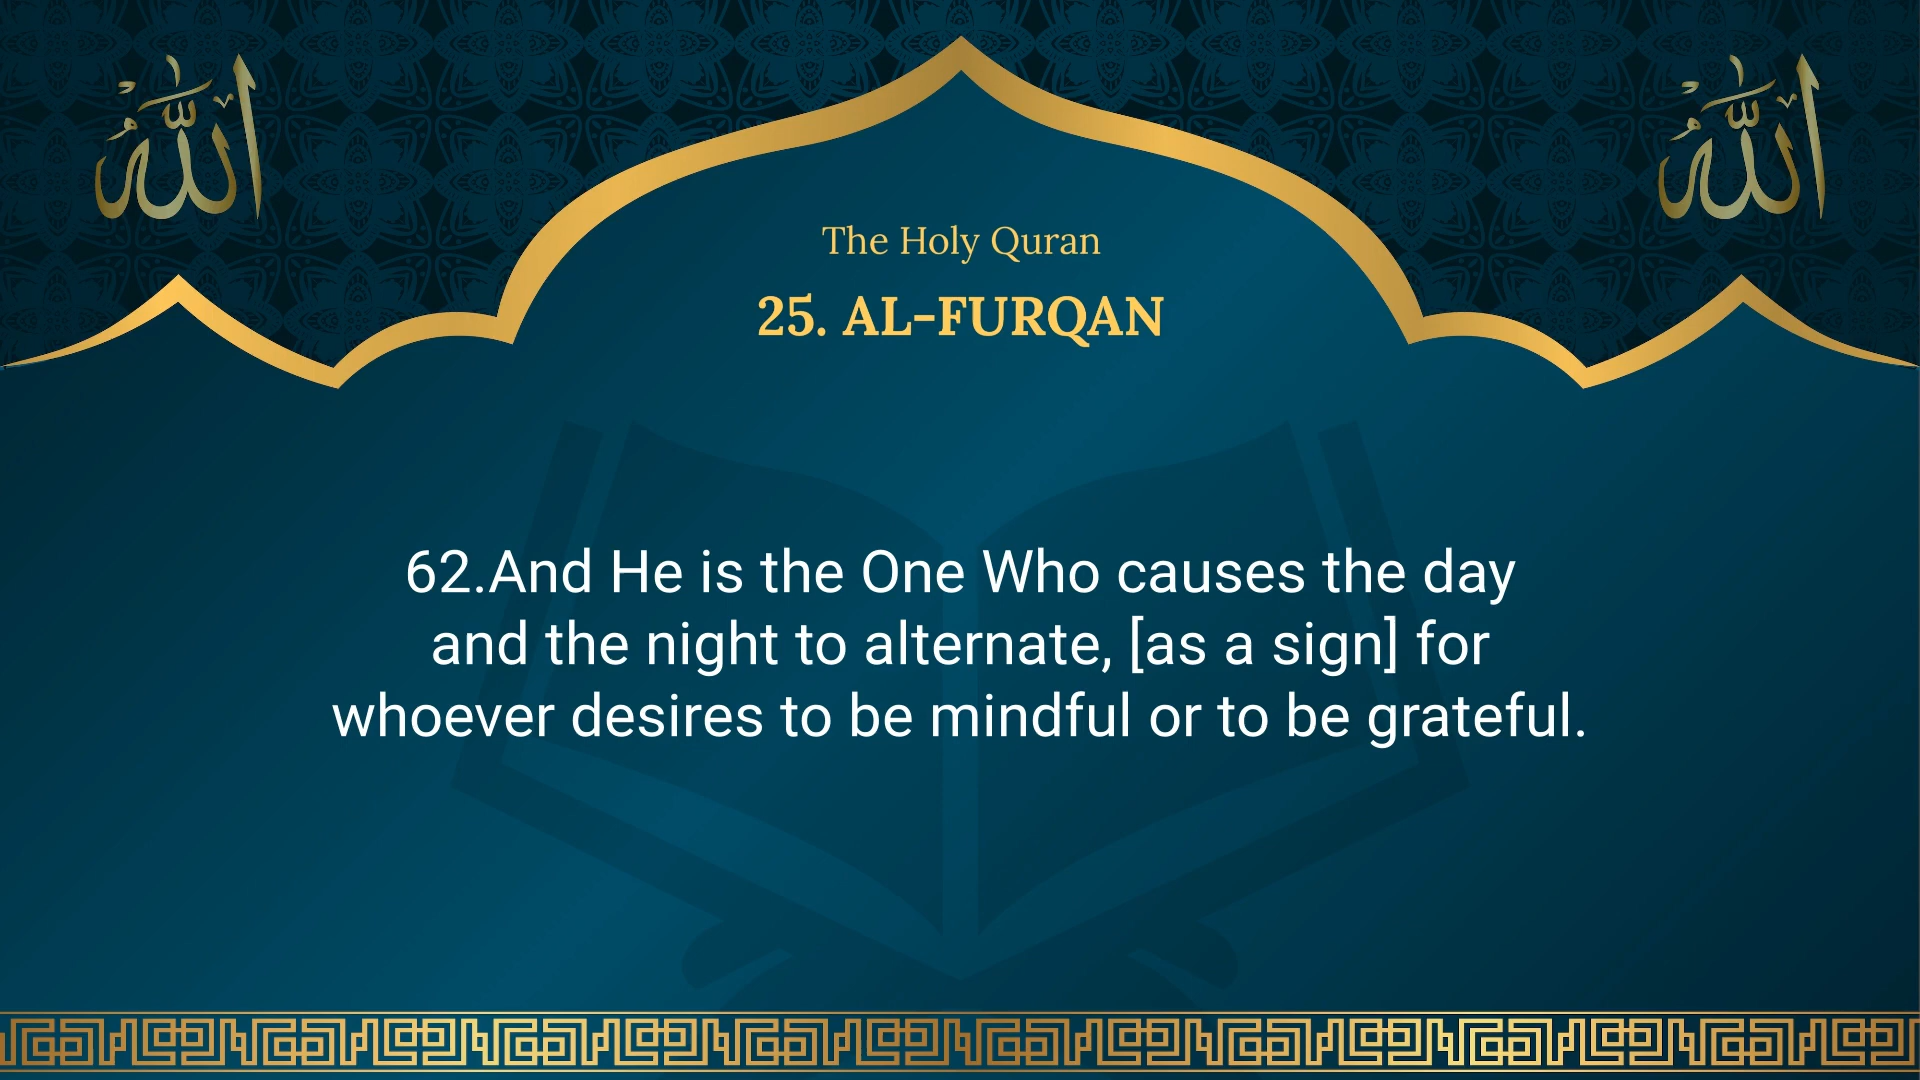 ﷲ ﷲ
The Holy Quran
25. AL-FURQAN
62.And He is the One Who causes the day
and the night to alternate, [as a sign] for
whoever desires to be mindful or to be grateful.